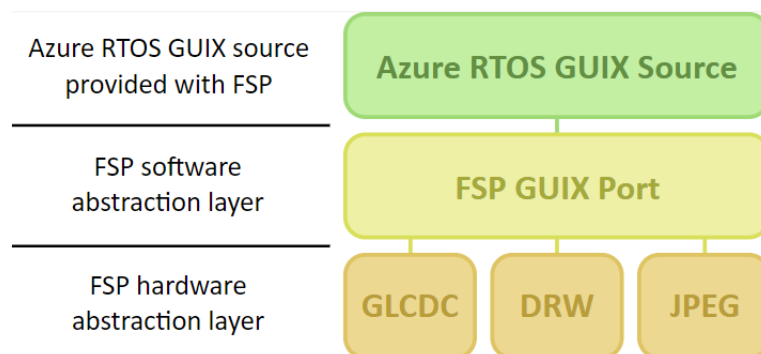 Azure RTOS GUIX source
provided with FSP
Azure RTOS GUIX Source
FSP software
abstraction layer
FSP GUIX Port
FSP hardware
abstraction layer
GLCDC
DRW
JPEG